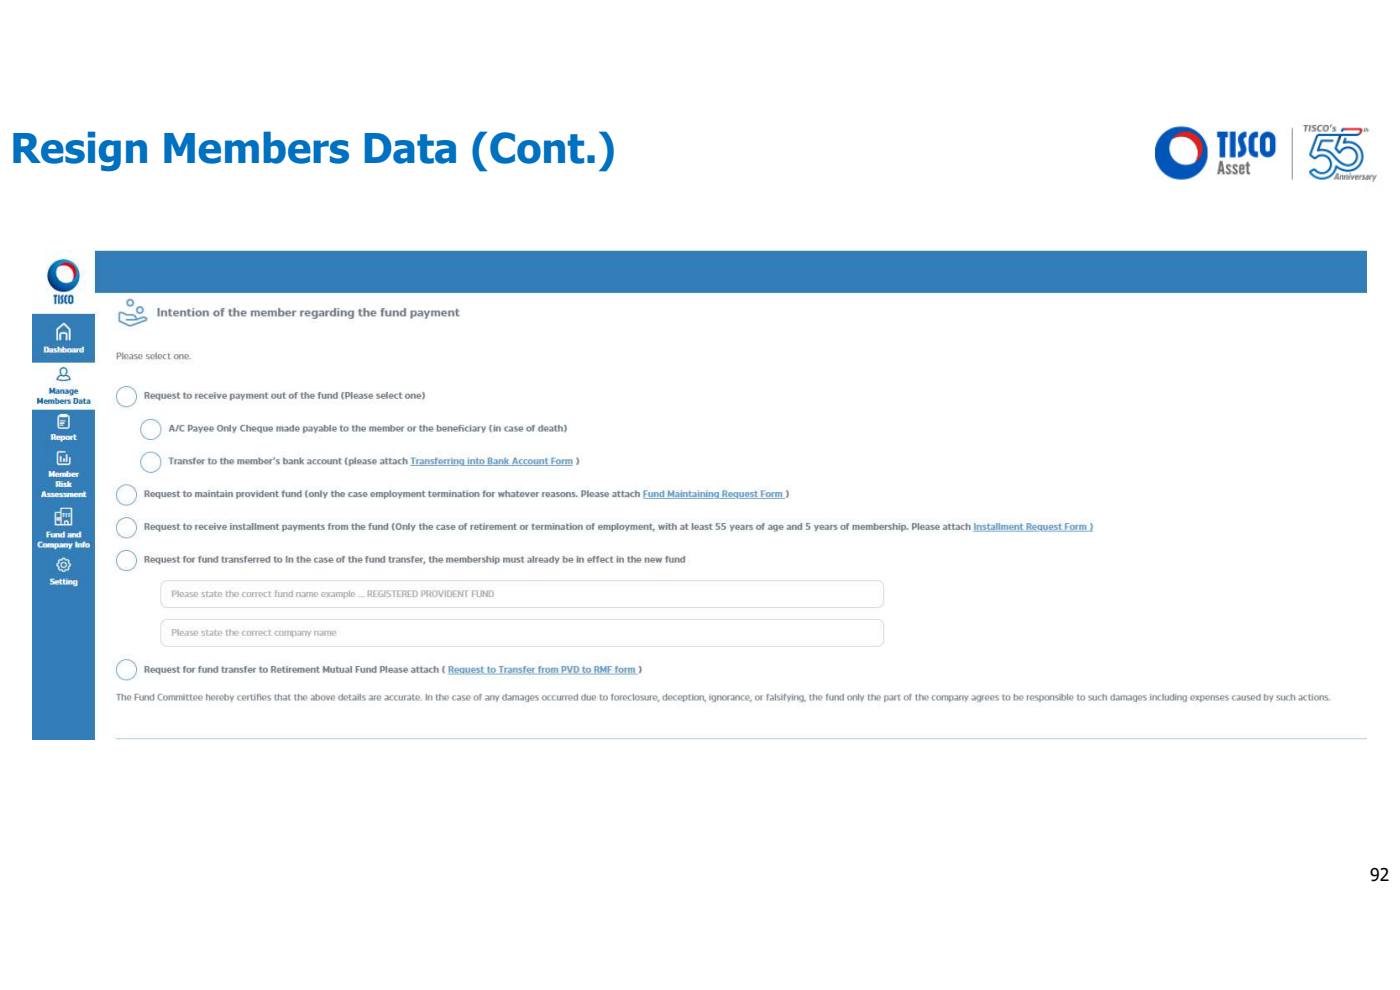 Resign Members Data (Cont.)
TISCO
Asset
TISCO's
55th
Anniversary
TISCO
Dashboard
Manage
Members Data
Report
Member
Risk
Assessment
Fund and
Company Info
Setting
Intention of the member regarding the fund payment
Please select one.
Request to receive payment out of the fund (Please select one)
A/C Payee Only Cheque made payable to the member or the beneficiary (in case of death)
Transfer to the member's bank account (please attach Transferring into Bank Account Form )
Request to maintain provident fund (only the case employment termination for whatever reasons. Please attach Fund Maintaining Request Form )
Request to receive installment payments from the fund (Only the case of retirement or termination of employment, with at least 55 years of age and 5 years of membership. Please attach Installment Request Form )
Request for fund transferred to In the case of the fund transfer, the membership must already be in effect in the new fund
Please state the correct fund name example ... REGISTERED PROVIDENT FUND
Please state the correct company name
Request for fund transfer to Retirement Mutual Fund Please attach ( Request to Transfer from PVD to RMF form )
The Fund Committee hereby certifies that the above details are accurate. In the case of any damages occurred due to foreclosure, deception, ignorance, or falsifying, the fund only the part of the company agrees to be responsible to such damages including expenses caused by such actions.
92